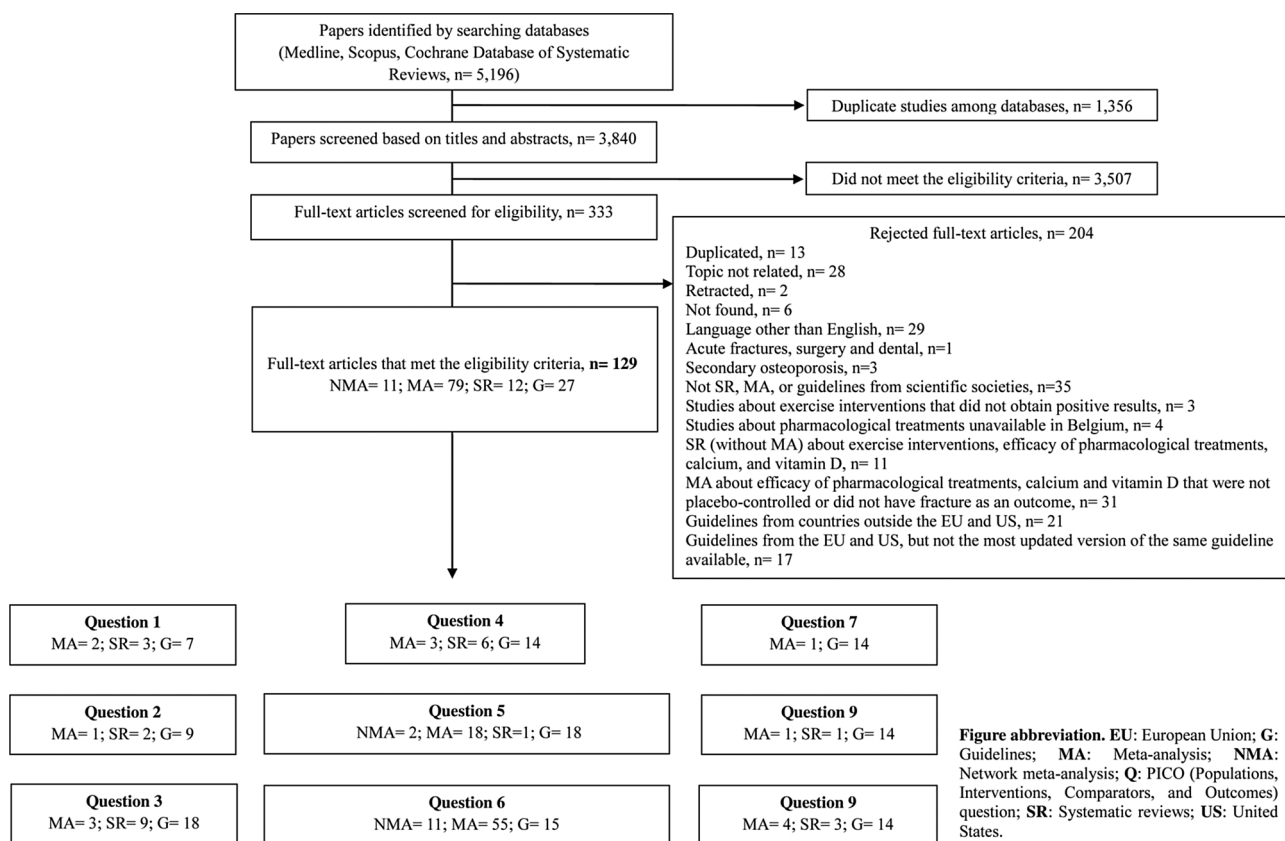 Papers identified by searching databases
(Medline, Scopus, Cochrane Database of Systematic
Reviews, n= 5,196)
Duplicate studies among databases, n= 1,356
Papers screened based on titles and abstracts, n= 3,840
Did not meet the eligibility criteria, n= 3,507
Full-text articles screened for eligibility, n= 333
Rejected full-text articles, n= 204
Duplicated, n= 13
Topic not related, n= 28
Retracted, n= 2
Not found, n= 6
Language other than English, n= 29
Acute fractures, surgery and dental, n=1
Secondary osteoporosis, n=3
Not SR, MA, or guidelines from scientific societies, n=35
Studies about exercise interventions that did not obtain positive results, n= 3
Studies about pharmacological treatments unavailable in Belgium, n= 4
SR (without MA) about exercise interventions, efficacy of pharmacological treatments,
calcium, and vitamin D, n= 11
MA about efficacy of pharmacological treatments, calcium and vitamin D that were not
placebo-controlled or did not have fracture as an outcome, n= 31
Guidelines from countries outside the EU and US, n= 21
Guidelines from the EU and US, but not the most updated version of the same guideline
available, n= 17
Full-text articles that met the eligibility criteria, n= 129
NMA= 11; MA= 79; SR= 12; G= 27
Question 1
MA= 2; SR= 3; G= 7
Question 4
MA= 3; SR= 6; G= 14
Question 7
MA= 1; G= 14
Question 2
MA= 1; SR= 2; G= 9
Question 5
NMA= 2; MA= 18; SR=1; G= 18
Question 9
MA= 1; SR= 1; G= 14
Question 3
MA= 3; SR= 9; G= 18
Question 6
NMA= 11; MA= 55; G= 15
Question 9
MA= 4; SR= 3; G= 14
Figure abbreviation. EU: European Union; G:
Guidelines; MA: Meta-analysis; NMA:
Network meta-analysis; Q: PICO (Populations,
Interventions, Comparators, and Outcomes)
question; SR: Systematic reviews; US: United
States.